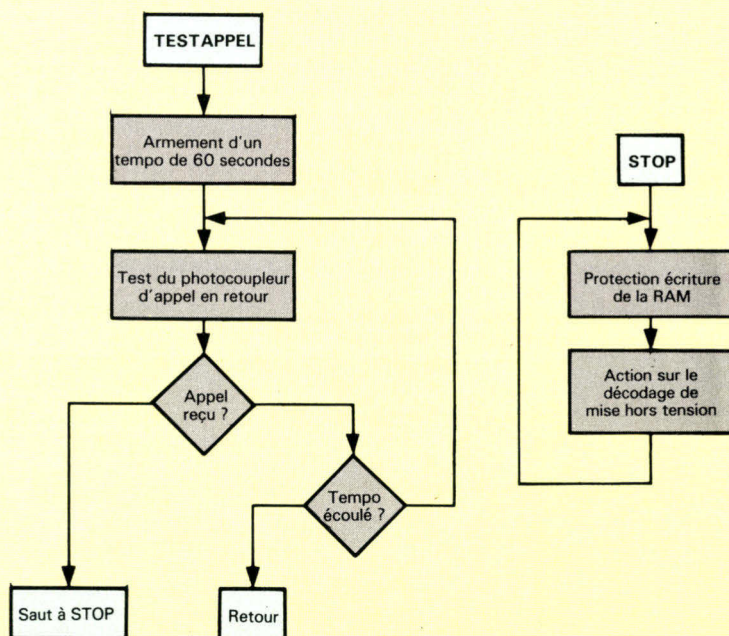 TESTAPPEL
Armement d'un
tempo de 60 secondes
Test du photocoupleur
d'appel en retour
Appel
reçu ?
Tempo
écoulé ?
Saut à STOP
Retour
STOP
Protection écriture
de la RAM
Action sur le
décodage de
mise hors tension